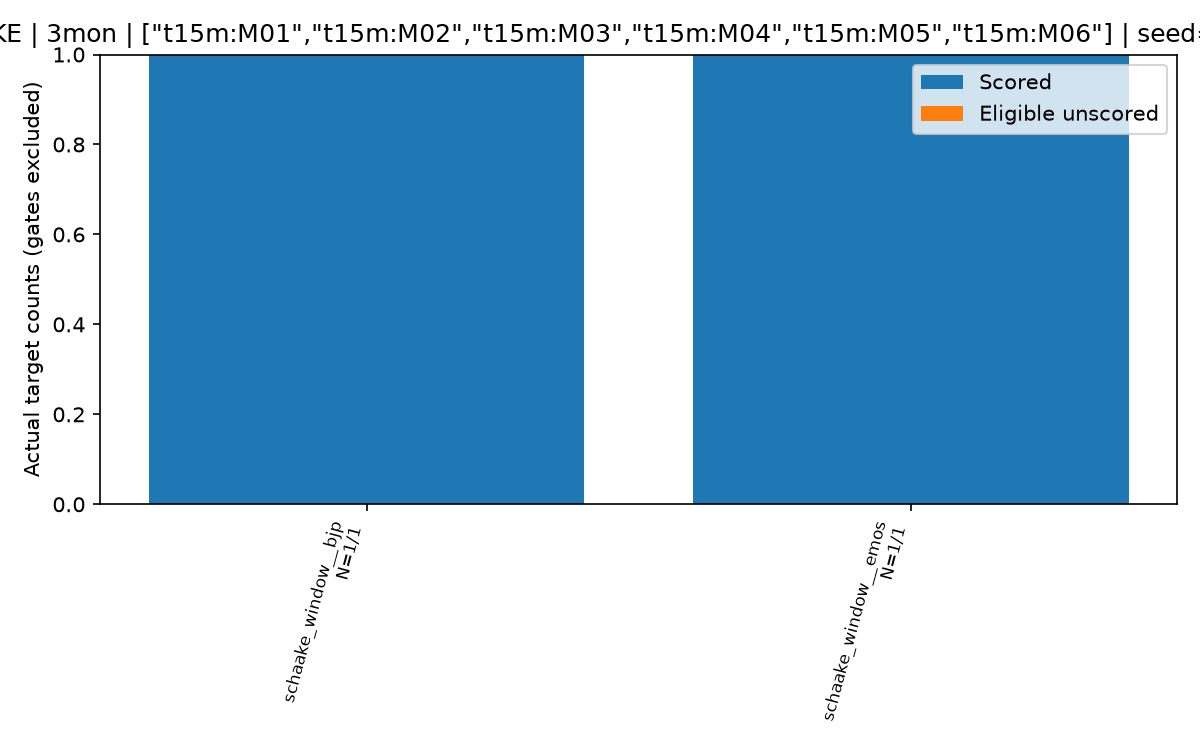 KE | 3mon | ["t15m:M01","t15m:M02","t15m:M03","t15m:M04","t15m:M05","t15m:M06"] | seed=
Actual target counts (gates excluded)
1.0
0.8
0.6
0.4
0.2
0.0
Scored
Eligible unscored
schaake_window__bjp
N=1/1
schaake_window__emos
N=1/1